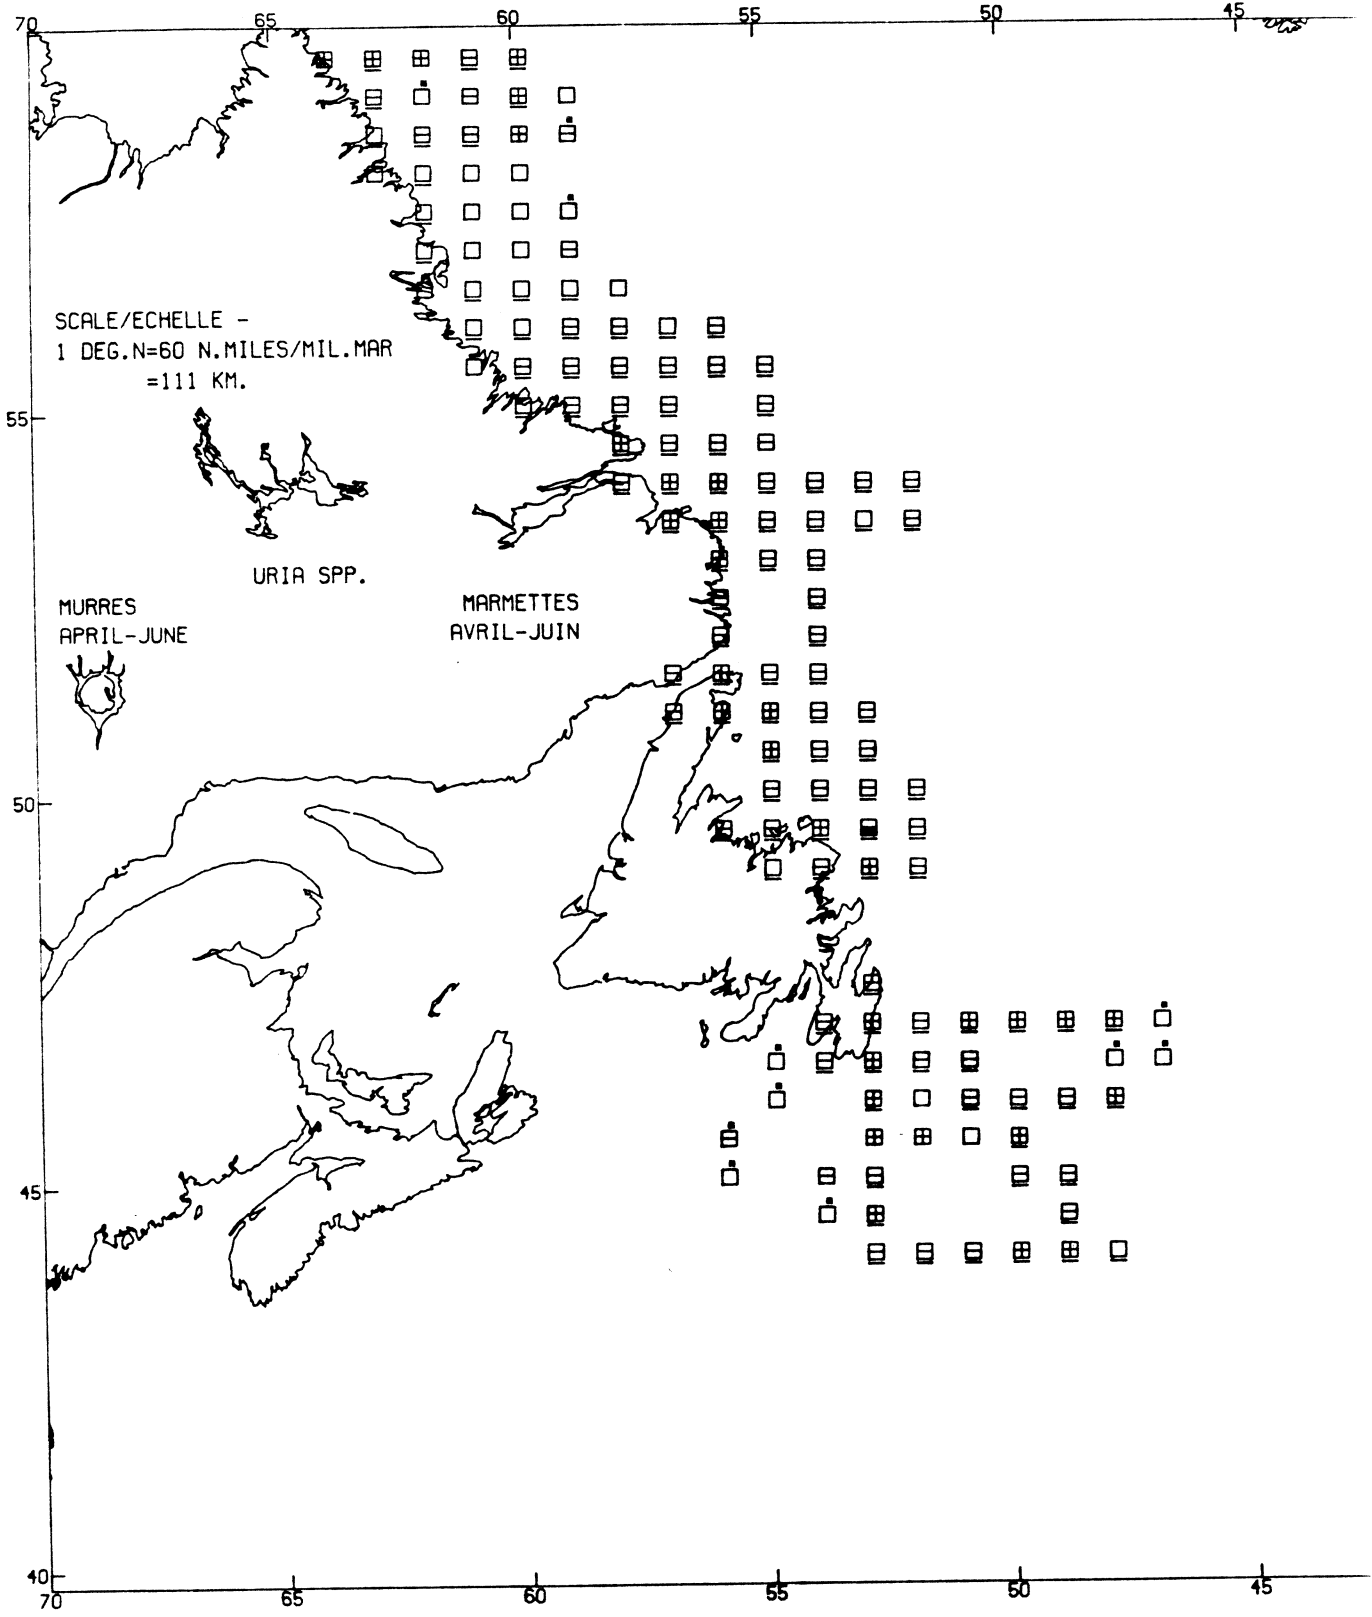 70 65 60 55 50 45
SCALE/ECHELLE -
1 DEG.N=60 N.MILES/MIL.MAR
=111 KM.
55
URIA SPP.
MURRES MARMETTES
APRIL-JUNE AVRIL-JUIN
50
45
40
70 65 60 55 50 45